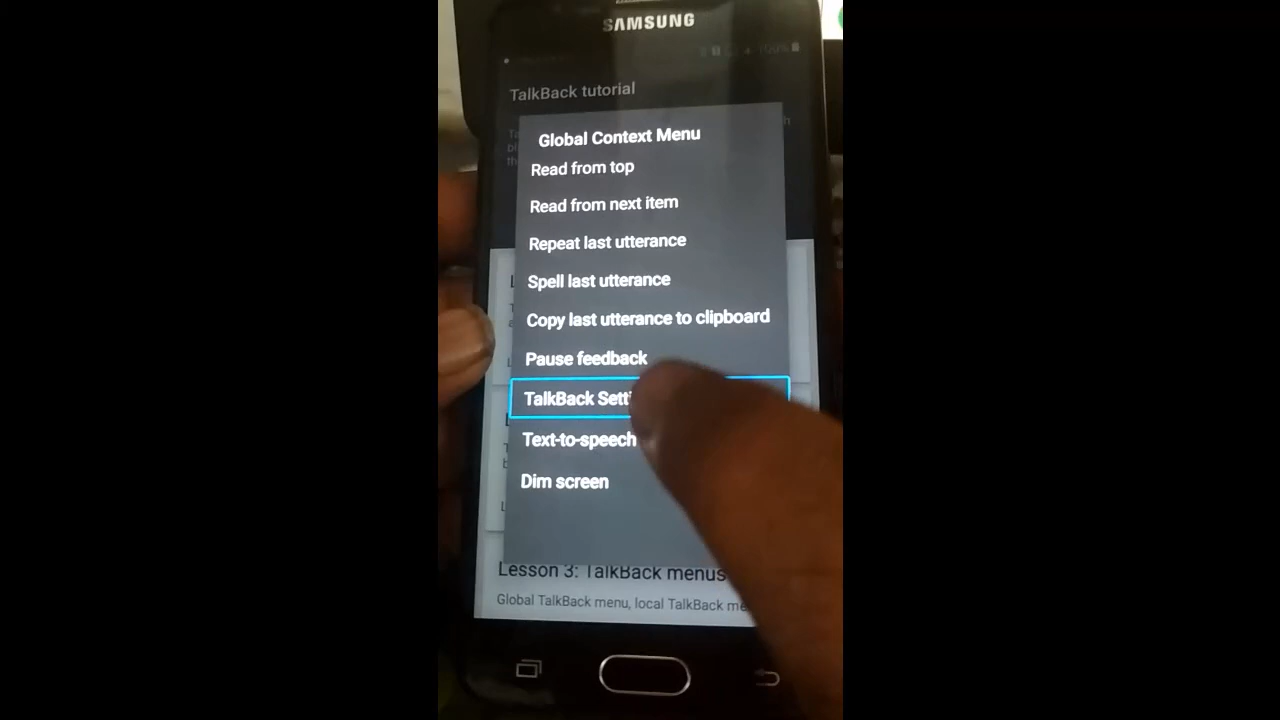 SAMSUNG
TalkBack tutorial
Global Context Menu
Read from top
Read from next item
Repeat last utterance
Spell last utterance
Copy last utterance to clipboard
Pause feedback
TalkBack Setti
Text-to-speech
Dim screen
Lesson 3: TalkBack menus
Global TalkBack menu, local TalkBack me